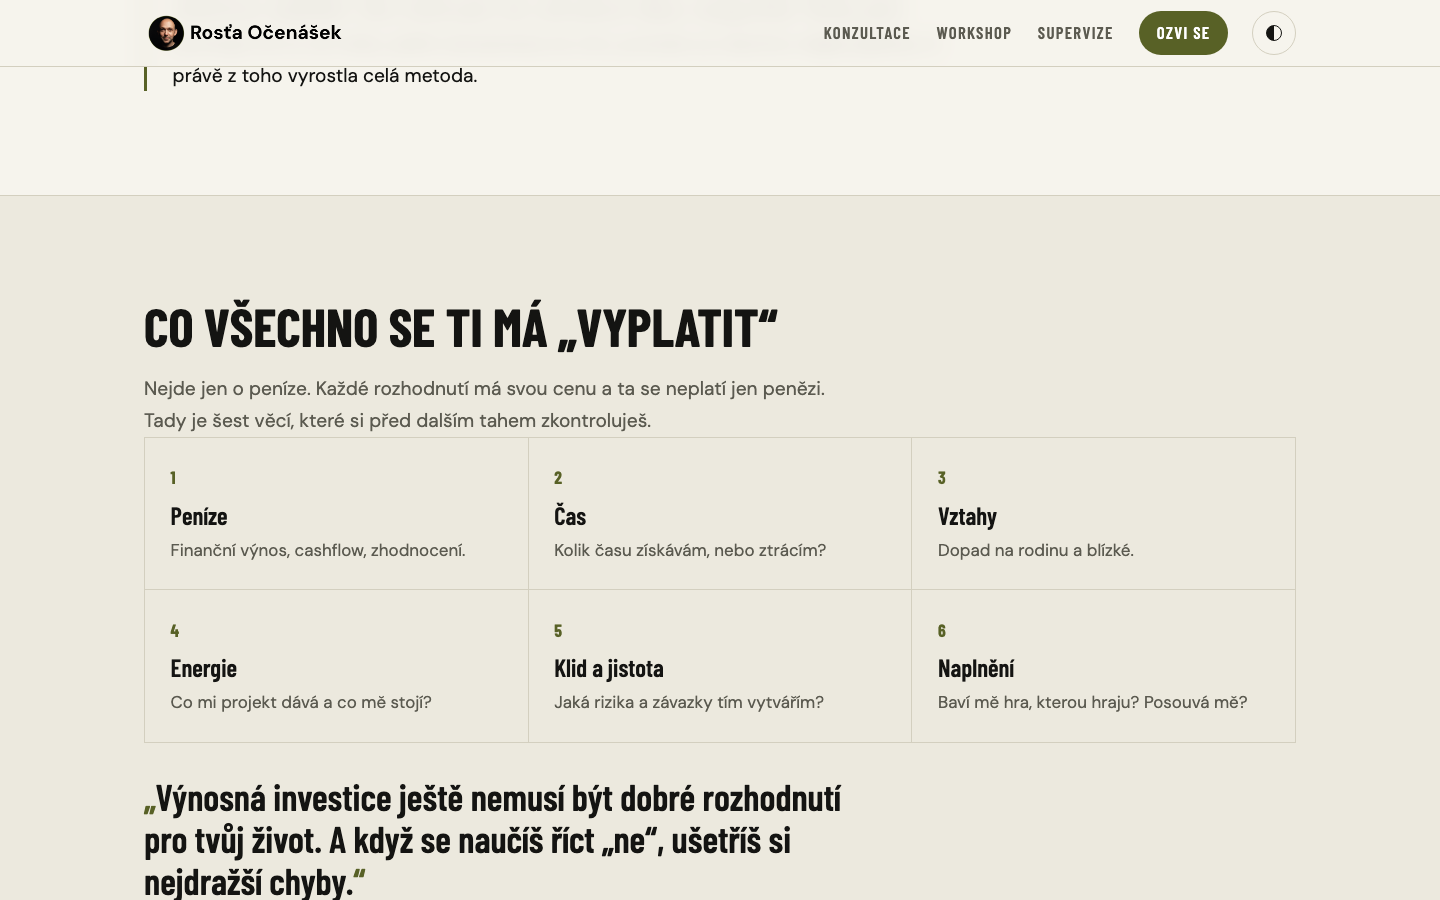 Rosťa Očenášek
KONZULTACE
WORKSHOP
SUPERVIZE
OZVI SE
právě z toho vyrostla celá metoda.
CO VŠECHNO SE TI MÁ „VYPLATIT“
Nejde jen o peníze. Každé rozhodnutí má svou cenu a ta se neplatí jen penězi.
Tady je šest věcí, které si před dalším tahem zkontroluješ.
1
Peníze
Finanční výnos, cashflow, zhodnocení.
2
Čas
Kolik času získávám, nebo ztrácím?
3
Vztahy
Dopad na rodinu a blízké.
4
Energie
Co mi projekt dává a co mě stojí?
5
Klid a jistota
Jaká rizika a závazky tím vytvářím?
6
Naplnění
Baví mě hra, kterou hraju? Posouvá mě?
„Výnosná investice ještě nemusí být dobré rozhodnutí
pro tvůj život. A když se naučíš říct „ne“, ušetříš si
nejdražší chyby.“